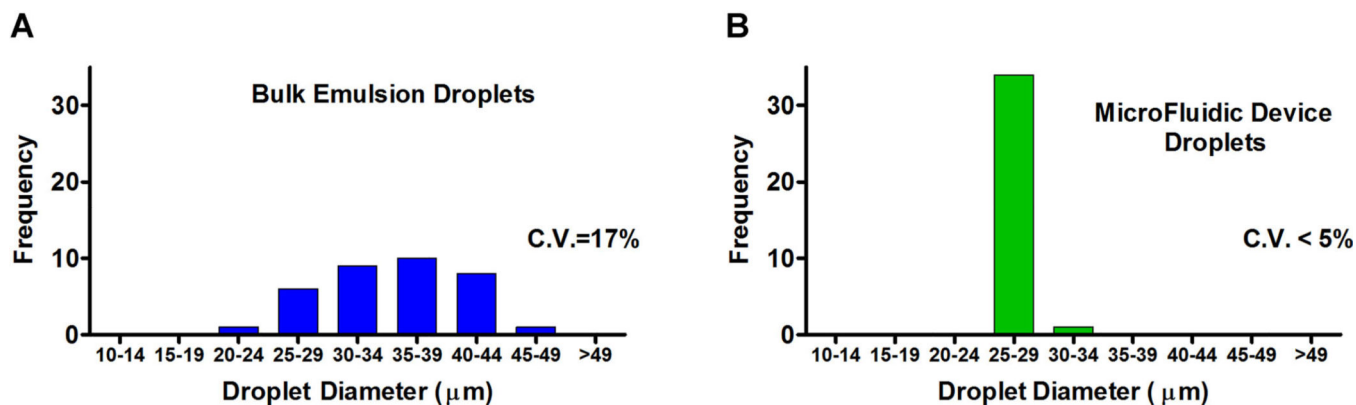 A
Bulk Emulsion Droplets
Frequency
30
20
10
0
C.V.=17%
10-14 15-19 20-24 25-29 30-34 35-39 40-44 45-49 >49
Droplet Diameter (μm)
B
MicroFluidic Device
Droplets
Frequency
30
20
10
0
C.V. < 5%
10-14 15-19 20-24 25-29 30-34 35-39 40-44 45-49 >49
Droplet Diameter ( μm)